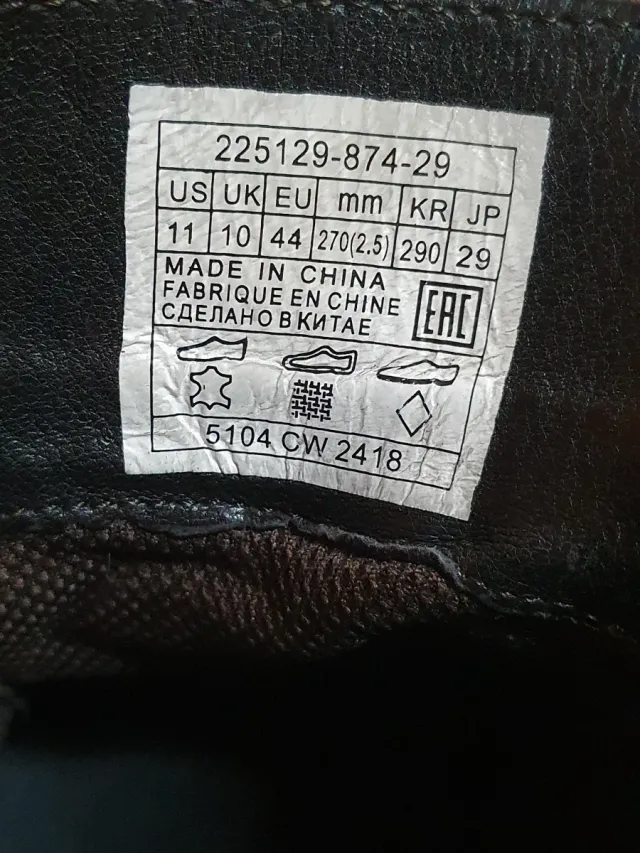 225129-874-29
US UK EU mm KR JP
11 10 44 270(2.5) 290 29
MADE IN CHINA
FABRIQUE EN CHINE
СДЕЛАНО В КИТАЕ
EAC
5104 CW 2418